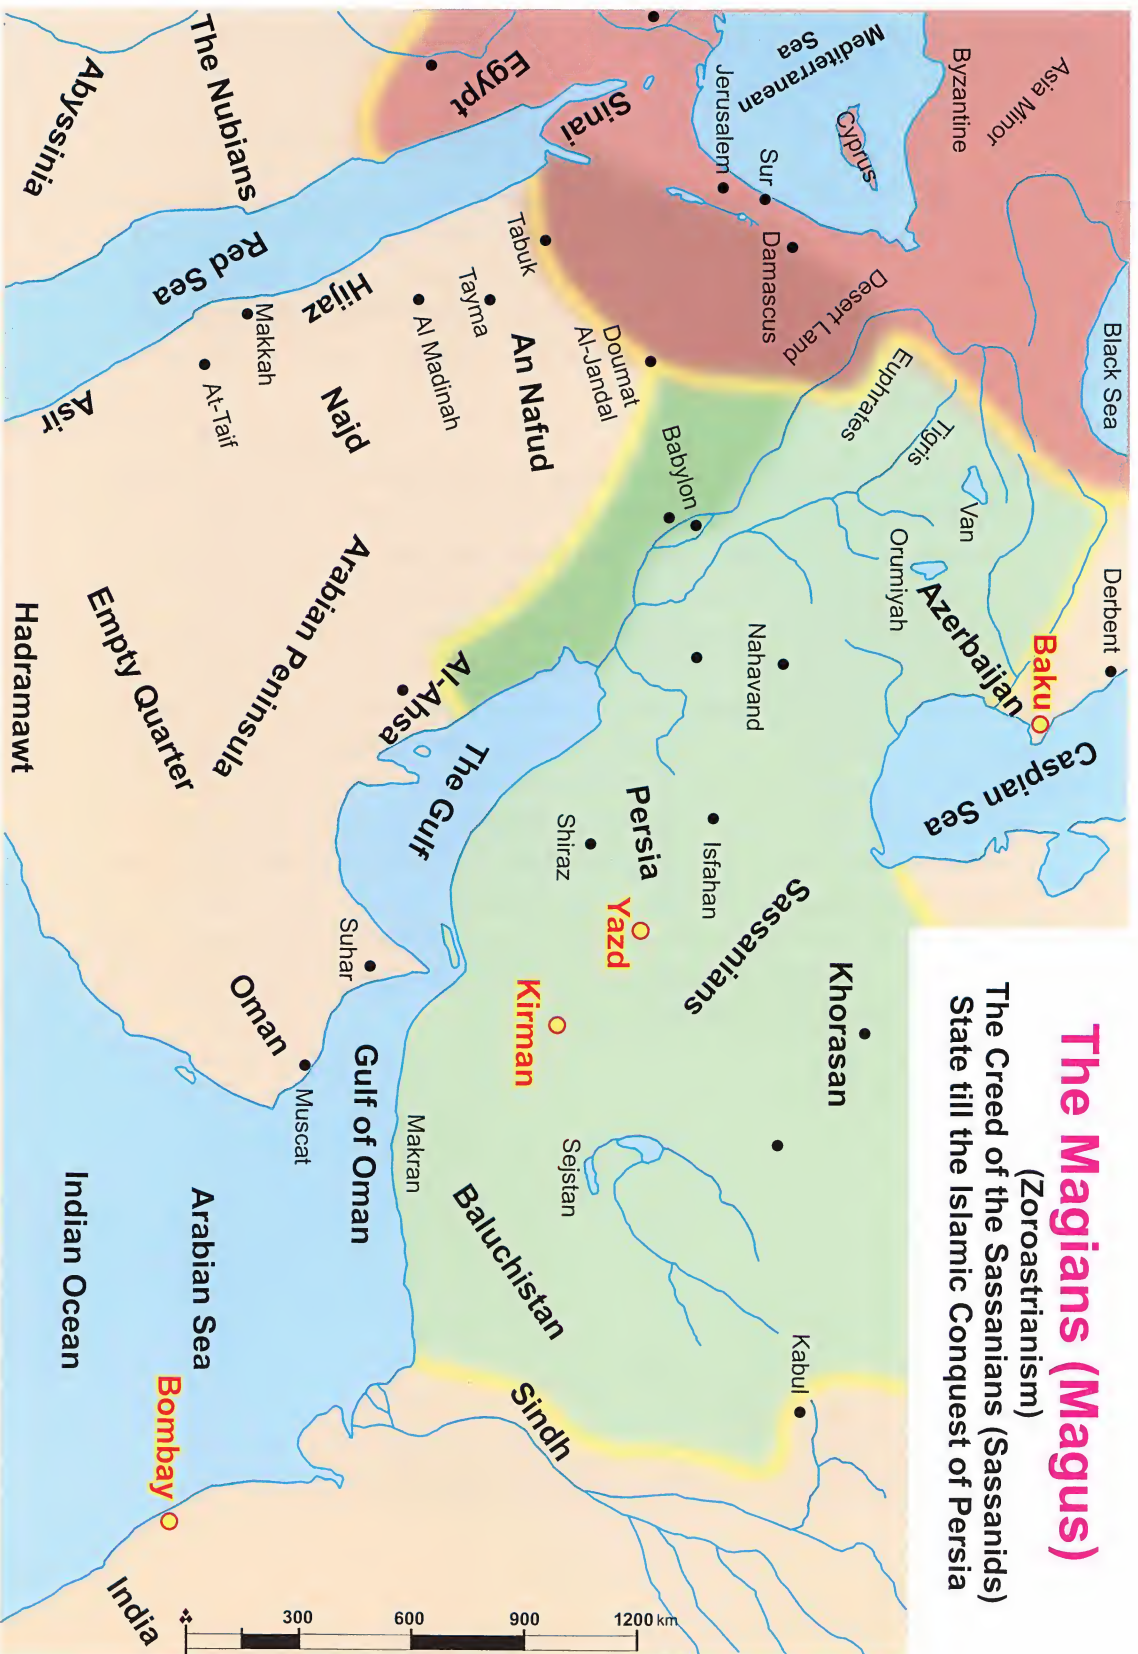 The Magians (Magus)
(Zoroastrianism)
The Creed of the Sassanians (Sassanids)
State till the Islamic Conquest of Persia
Asia Minor
Byzantine
Black Sea
Derbent
Baku
Caspian Sea
Mediterranean
Sea
Cyprus
Van
Orumiyah
Azerbaijan
Tigris
Euphrates
Sur
Jerusalem
Damascus
Desert Land
Babylon
Nahavand
Isfahan
Persia
Shiraz
Yazd
Kirman
Sassanians
Khorasan
Kabul
Sejstan
Baluchistan
Makran
Sindh
Egypt
Sinai
Tabuk
Tayma
Doumat
Al-Jandal
An Nafud
Al Madinah
Hijaz
Najd
Makkah
At-Taif
Asir
Red Sea
The Nubians
Abyssinia
Al-Ahsa
The Gulf
Arabian Peninsula
Empty Quarter
Hadramawt
Suhar
Oman
Muscat
Gulf of Oman
Arabian Sea
Indian Ocean
Bombay
India
300
600
900
1200 km